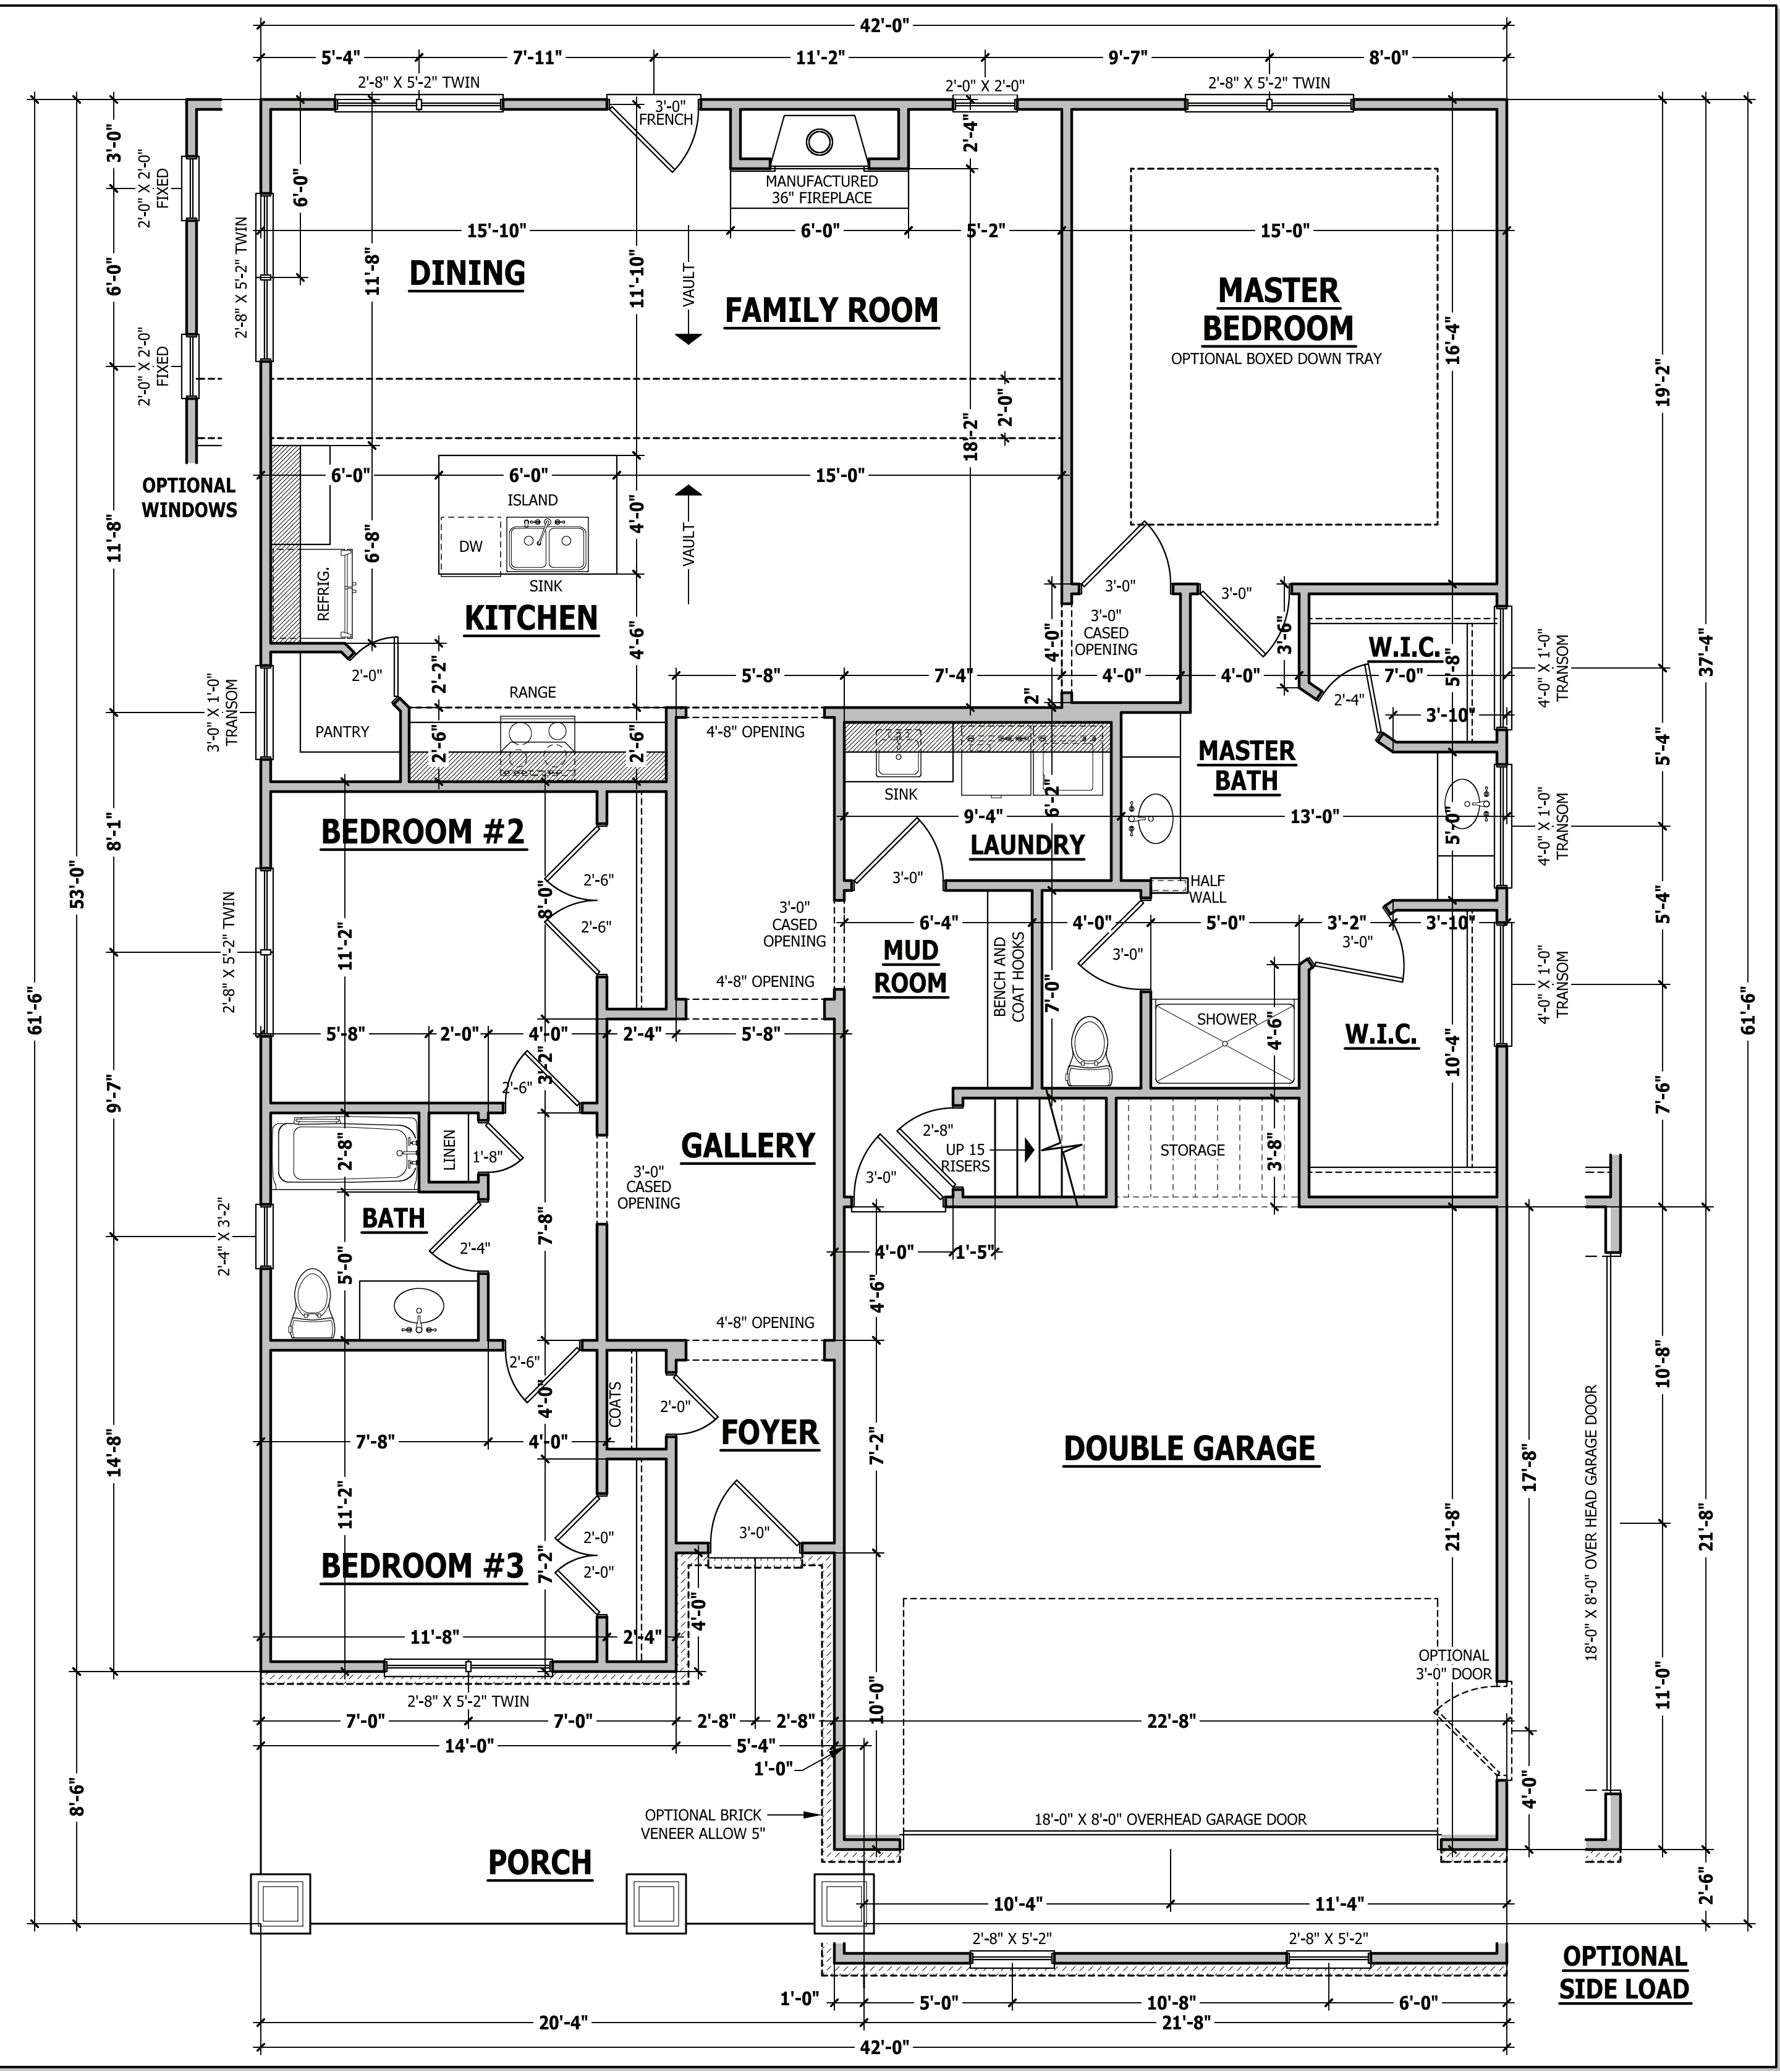 42'-0"
5'-4" 7'-11" 11'-2" 9'-7" 8'-0"
2'-8" X 5'-2" TWIN
3'-0"
FRENCH
2'-0" X 2'-0"
2'-8" X 5'-2" TWIN
2'-4"
MANUFACTURED
36" FIREPLACE
3'-0"
6'-0"
2'-0" X 2'-0"
FIXED
2'-0" X 2'-0"
FIXED
OPTIONAL
WINDOWS
6'-0"
2'-8" X 5'-2" TWIN
15'-10" 6'-0" 5'-2" 15'-0"
11'-8"
11'-10"
DINING
VAULT
FAMILY ROOM
MASTER
BEDROOM
OPTIONAL BOXED DOWN TRAY
16'-4"
19'-2"
37'-4"
2'-0"
18'-2"
6'-0" 6'-0" 15'-0"
ISLAND
DW
SINK
4'-0"
VAULT
6'-8"
REFRIG.
KITCHEN
11'-8"
53'-0"
61'-6"
61'-6"
3'-0"
3'-0"
3'-0"
CASED
OPENING
4'-0"
3'-6"
W.I.C.
5'-8"
4'-0" X 1'-0"
TRANSOM
2'-0"
2'-2"
4'-6"
5'-8" 7'-4" 4'-0" 4'-0" 7'-0"
2'-4"
2"
3'-10"
3'-0" X 1'-0"
TRANSOM
PANTRY
RANGE
2'-6"
2'-6"
4'-8" OPENING
SINK
6'-2"
9'-4"
LAUNDRY
MASTER
BATH
13'-0"
5'-0"
5'-4"
4'-0" X 1'-0"
TRANSOM
8'-1"
BEDROOM #2
2'-6"
2'-6"
8'-0"
11'-2"
2'-8" X 5'-2" TWIN
3'-0"
HALF
WALL
3'-0"
CASED
OPENING
4'-8" OPENING
6'-4" 4'-0" 5'-0" 3'-2" 3'-10"
5'-4"
3'-0"
3'-0"
MUD
ROOM
BENCH AND
COAT HOOKS
7'-0"
SHOWER
4'-6"
W.I.C.
4'-0" X 1'-0"
TRANSOM
10'-4"
7'-6"
5'-8" 2'-0" 4'-0" 2'-4" 5'-8"
3'-2"
2'-6"
9'-7"
2'-8"
LINEN
1'-8"
GALLERY
3'-0"
CASED
OPENING
2'-8"
3'-0"
UP 15
RISERS
STORAGE
3'-8"
BATH
2'-4"
5'-0"
7'-8"
2'-4" X 3'-2"
4'-0" 1'-5"
4'-6"
4'-8" OPENING
2'-6"
4'-0"
COATS
2'-0"
FOYER
7'-2"
DOUBLE GARAGE
7'-8" 4'-0"
14'-8"
11'-2"
17'-8"
21'-8"
10'-8"
18'-0" X 8'-0" OVER HEAD GARAGE DOOR
21'-8"
3'-0"
2'-0"
2'-0"
BEDROOM #3
7'-2"
4'-0"
11'-8" 2'-4"
OPTIONAL
3'-0" DOOR
11'-0"
2'-8" X 5'-2" TWIN
10'-0"
7'-0" 7'-0" 2'-8" 2'-8" 22'-8"
14'-0" 5'-4"
1'-0"
8'-6"
4'-0"
OPTIONAL BRICK
VENEER ALLOW 5"
18'-0" X 8'-0" OVERHEAD GARAGE DOOR
PORCH
2'-6"
10'-4" 11'-4"
2'-8" X 5'-2" 2'-8" X 5'-2"
OPTIONAL
SIDE LOAD
1'-0" 5'-0" 10'-8" 6'-0"
20'-4" 21'-8"
42'-0"